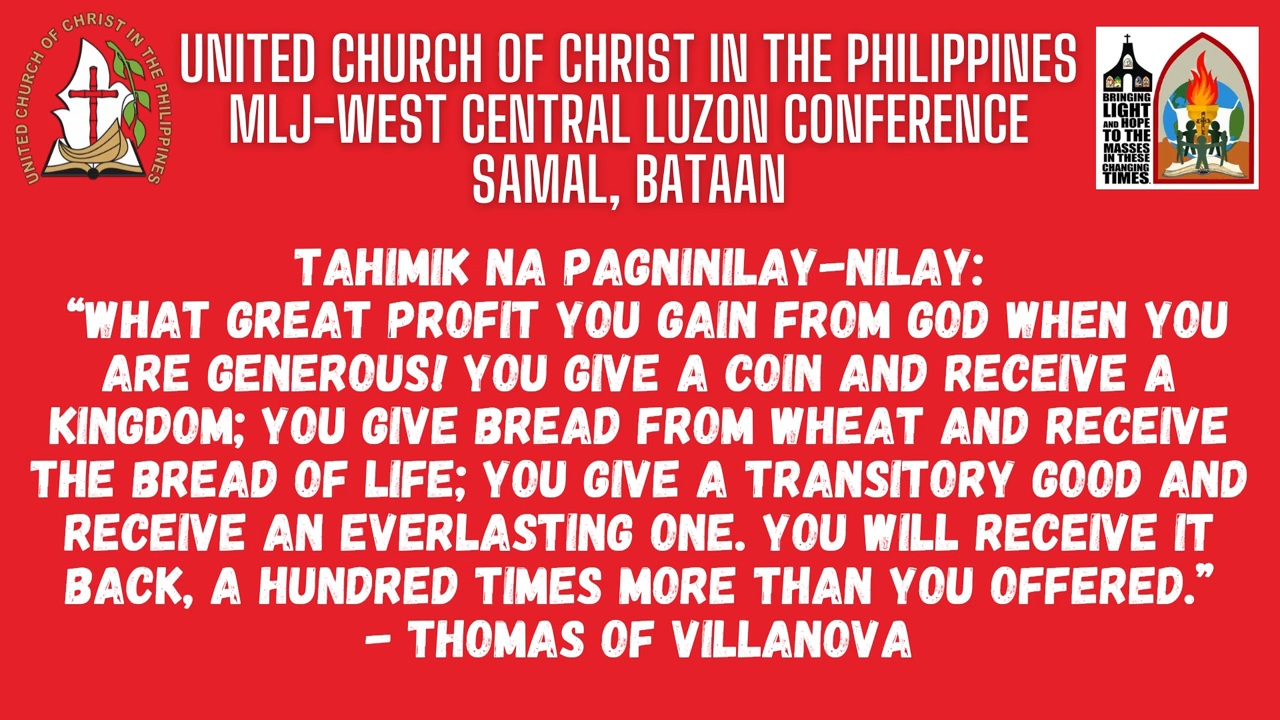 UNITED CHURCH OF CHRIST IN THE PHILIPPINES
UNITED CHURCH OF CHRIST IN THE PHILIPPINES
MLJ-WEST CENTRAL LUZON CONFERENCE
SAMAL, BATAAN
BRINGING
LIGHT
AND HOPE
TO THE
MASSES
IN THESE
CHANGING
TIMES.
TAHIMIK NA PAGNINILAY-NILAY:
“WHAT GREAT PROFIT YOU GAIN FROM GOD WHEN YOU
ARE GENEROUS! YOU GIVE A COIN AND RECEIVE A
KINGDOM; YOU GIVE BREAD FROM WHEAT AND RECEIVE
THE BREAD OF LIFE; YOU GIVE A TRANSITORY GOOD AND
RECEIVE AN EVERLASTING ONE. YOU WILL RECEIVE IT
BACK, A HUNDRED TIMES MORE THAN YOU OFFERED.”
– THOMAS OF VILLANOVA